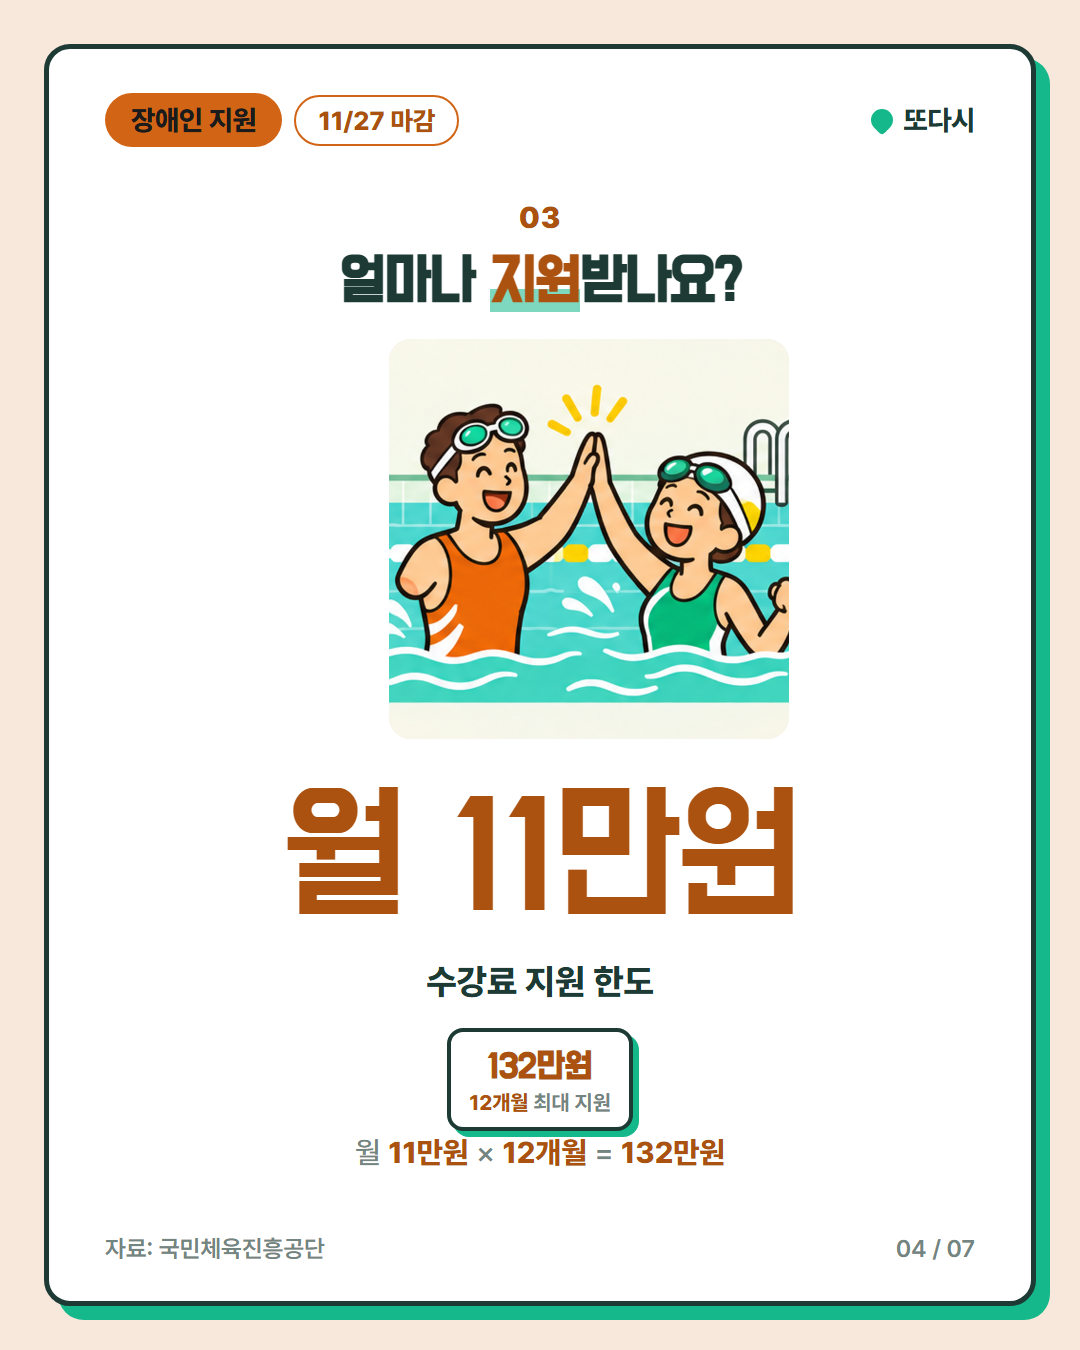 장애인 지원
11/27 마감
또다시
03
얼마나 지원받나요?
월 11만원
수강료 지원 한도
132만원
12개월 최대 지원
월 11만원 × 12개월 = 132만원
자료: 국민체육진흥공단
04 / 07